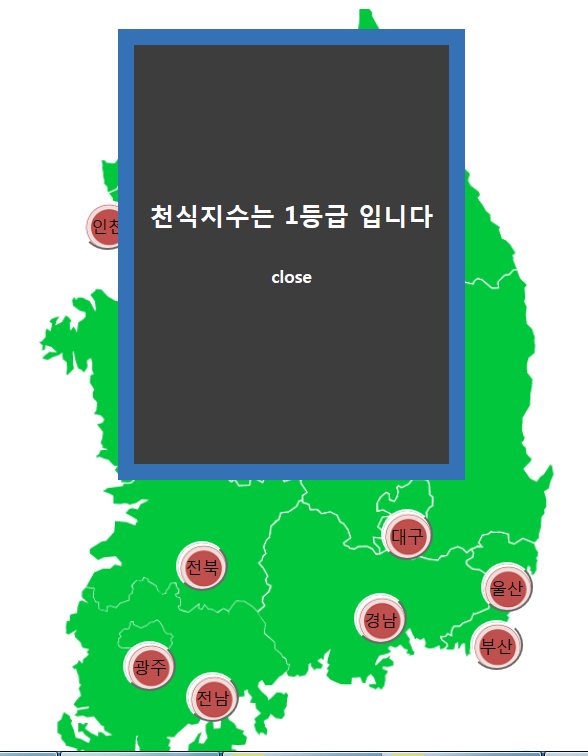 천식지수는 1등급 입니다
close
인천
대구
전북
울산
경남
부산
광주
전남